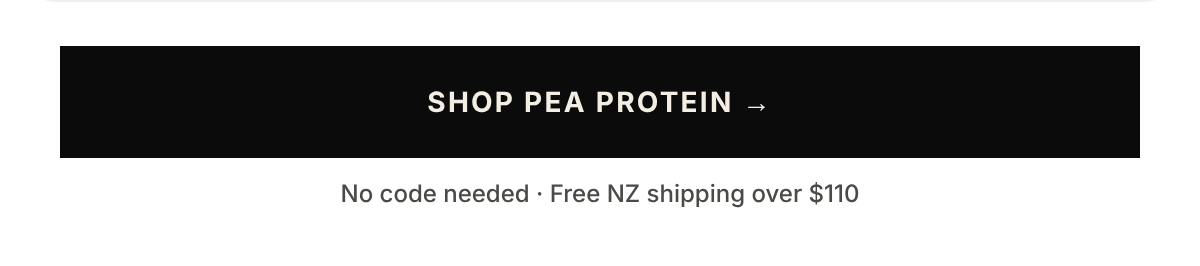 SHOP PEA PROTEIN →
No code needed · Free NZ shipping over $110